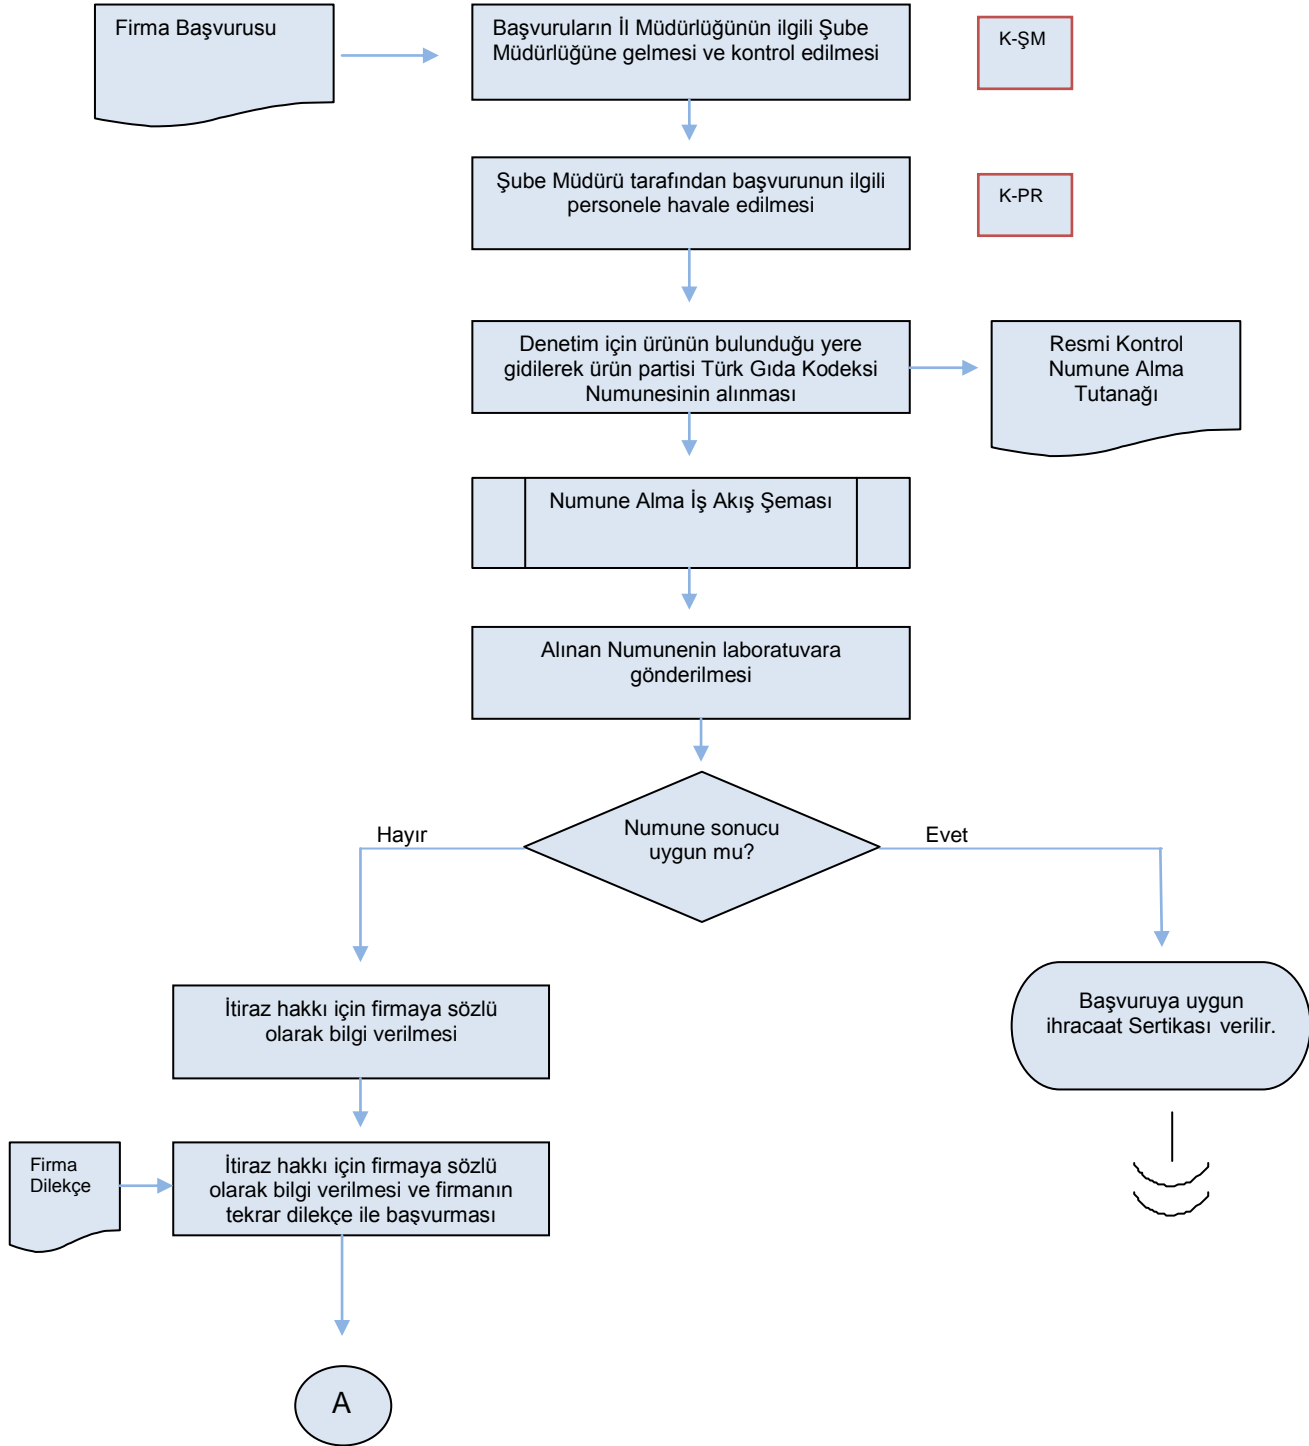 Firma Başvurusu
Başvuruların İl Müdürlüğünün ilgili Şube
Müdürlüğüne gelmesi ve kontrol edilmesi
K-ŞM
Şube Müdürü tarafından başvurunun ilgili
personele havale edilmesi
K-PR
Denetim için ürünün bulunduğu yere
gidilerek ürün partisi Türk Gıda Kodeksi
Numunesinin alınması
Resmi Kontrol
Numune Alma
Tutanağı
Numune Alma İş Akış Şeması
Alınan Numunenin laboratuvara
gönderilmesi
Numune sonucu
uygun mu?
Hayır
Evet
İtiraz hakkı için firmaya sözlü
olarak bilgi verilmesi
Başvuruya uygun
ihracaat Sertikası verilir.
Firma
Dilekçe
İtiraz hakkı için firmaya sözlü
olarak bilgi verilmesi ve firmanın
tekrar dilekçe ile başvurması
A